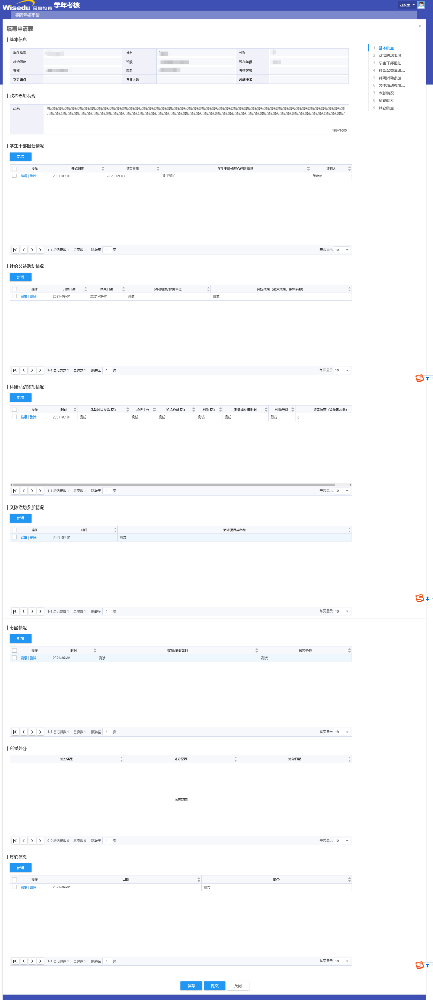 Wisedu 金智教育 学年考核
在校生
我的考核申请
填写申请表
×
基本信息
学生编号 姓名 性别
政治面貌 班级 现在年级
专业 院系 考核等级
学分绩点 专业人数 成绩排名
1 基本信息
2 政治思想表现
3 学生干部担任...
4 社会公益活动...
5 科研活动参加...
6 文体活动参加...
7 表彰情况
8 所受处分
9 其它信息
政治思想表现
总结
测试测试测试测试测试测试测试测试测试测试测试测试测试测试测试测试测试测试测试测试测试测试测试测试测试测试测试测试测试测试测试测试测试测试测试测试测试测试测试测试测试测试测试测试测试测试测
试测试测试测试测试测试测试测试测试测试测试测试测试测试测试测试测试测试测试测试测试测试测试测试测试测试测试测试测试测试测试测试测试测试测试测试测试测试测试测试测试测试测试测试测试测试测试
186/1000
学生干部担任情况
新增
操作 开始日期 结束日期 学生干部或其它任职情况 证明人
编辑 | 删除 2021-09-01 2021-09-01 担任班长 张老师
1-1 总记录数 1 总页数 1 跳转至 1 页 每页显示 10
社会公益活动情况
新增
操作 开始日期 结束日期 活动地点/服务单位 实践成果（论文成果、报告名称）
编辑 | 删除 2021-09-01 2021-09-01 测试 测试
1-1 总记录数 1 总页数 1 跳转至 1 页 每页显示 10
中
科研活动参加情况
新增
操作 时间 活动项目报告名称 承担工作 论文作品名称 刊物名称 期数或发表时间 刊物级别 署名顺序（合作者人数）
编辑 | 删除 2021-09-01 测试 测试 测试 测试 测试 测试 2
1-1 总记录数 1 总页数 1 跳转至 1 页 每页显示 10
文体活动参加情况
新增
操作 时间 活动项目或名称
编辑 | 删除 2021-09-01 测试
中
1-1 总记录数 1 总页数 1 跳转至 1 页 每页显示 10
表彰情况
新增
操作 时间 奖励/表彰名称 颁奖单位
编辑 | 删除 2021-09-01 测试 测试
1-1 总记录数 1 总页数 1 跳转至 1 页 每页显示 10
所受处分
处分类型 处分原因 处分日期
没有数据
0-0 总记录数 0 总页数 0 跳转至 1 页 每页显示 10
其它信息
新增
操作 日期 简介
编辑 | 删除 2021-09-01 测试
1-1 总记录数 1 总页数 1 跳转至 1 页 每页显示 10
中
保存 提交 关闭